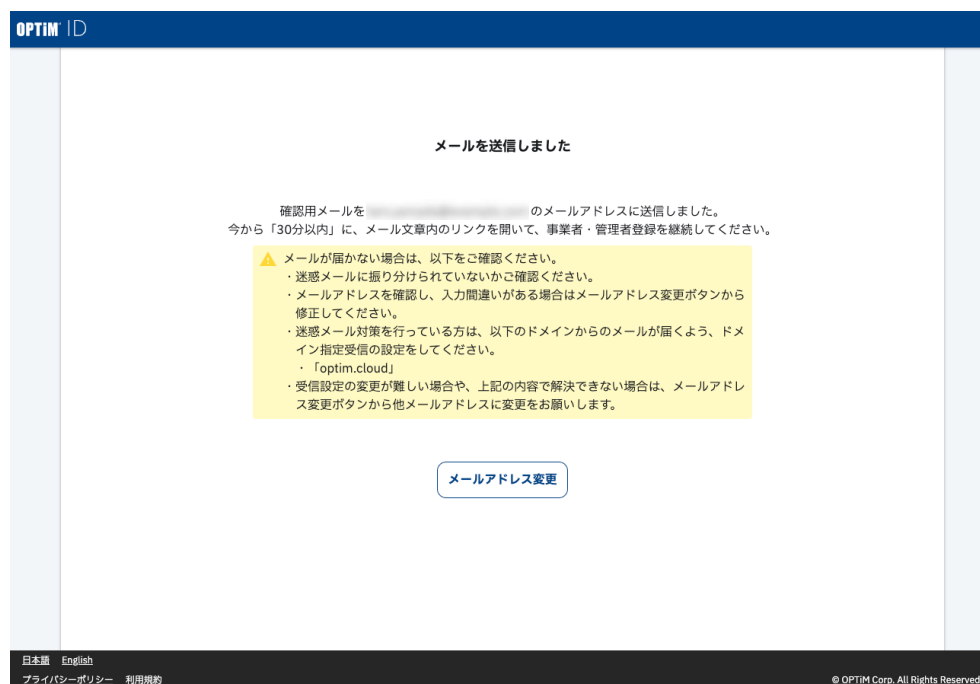 OPTiM ID
メールを送信しました
確認用メールを のメールアドレスに送信しました。
今から「30分以内」に、メール文章内のリンクを開いて、事業者・管理者登録を継続してください。
メールが届かない場合は、以下をご確認ください。
・迷惑メールに振り分けられていないかご確認ください。
・メールアドレスを確認し、入力間違いがある場合はメールアドレス変更ボタンから
修正してください。
・迷惑メール対策を行っている方は、以下のドメインからのメールが届くよう、ドメ
イン指定受信の設定をしてください。
・「optim.cloud」
・受信設定の変更が難しい場合や、上記の内容で解決できない場合は、メールアドレ
ス変更ボタンから他メールアドレスに変更をお願いします。
メールアドレス変更
日本語 English
プライバシーポリシー 利用規約
© OPTiM Corp. All Rights Reserved